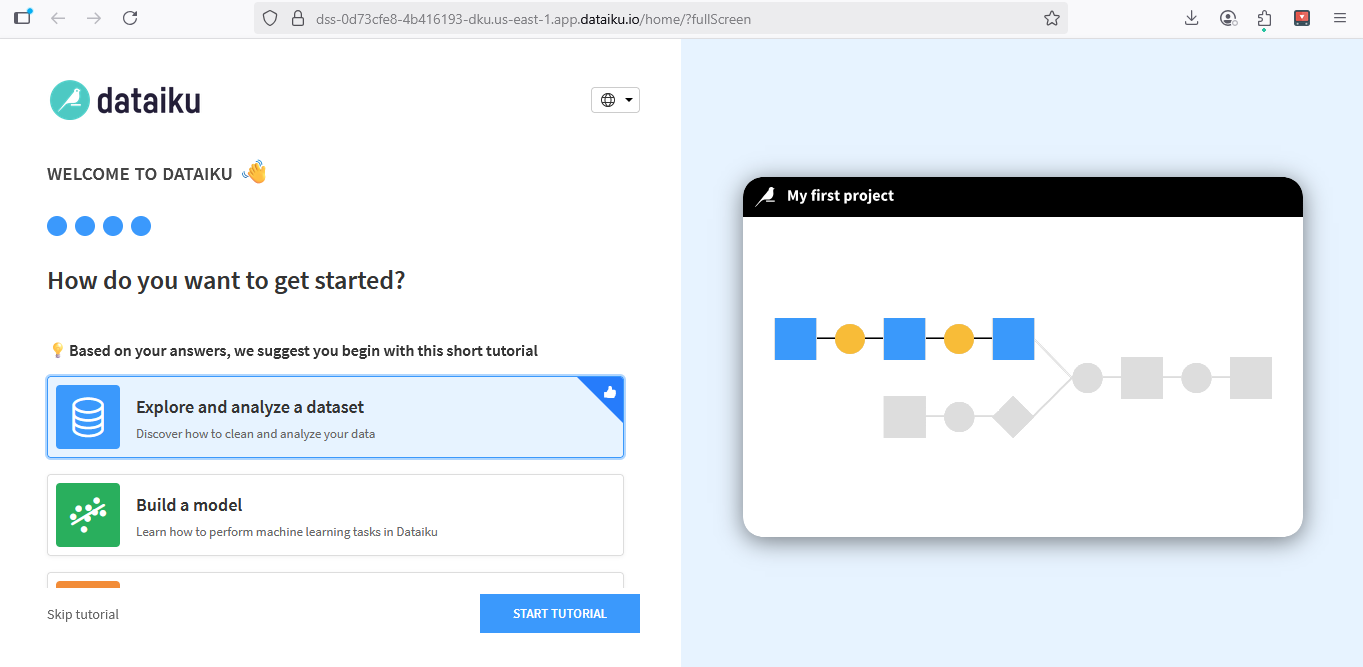 dss-0d73cfe8-4b416193-dku.us-east-1.app.dataiku.io/home/?fullScreen
dataiku
WELCOME TO DATAIKU
How do you want to get started?
Based on your answers, we suggest you begin with this short tutorial
Explore and analyze a dataset
Discover how to clean and analyze your data
Build a model
Learn how to perform machine learning tasks in Dataiku
Skip tutorial
START TUTORIAL
My first project